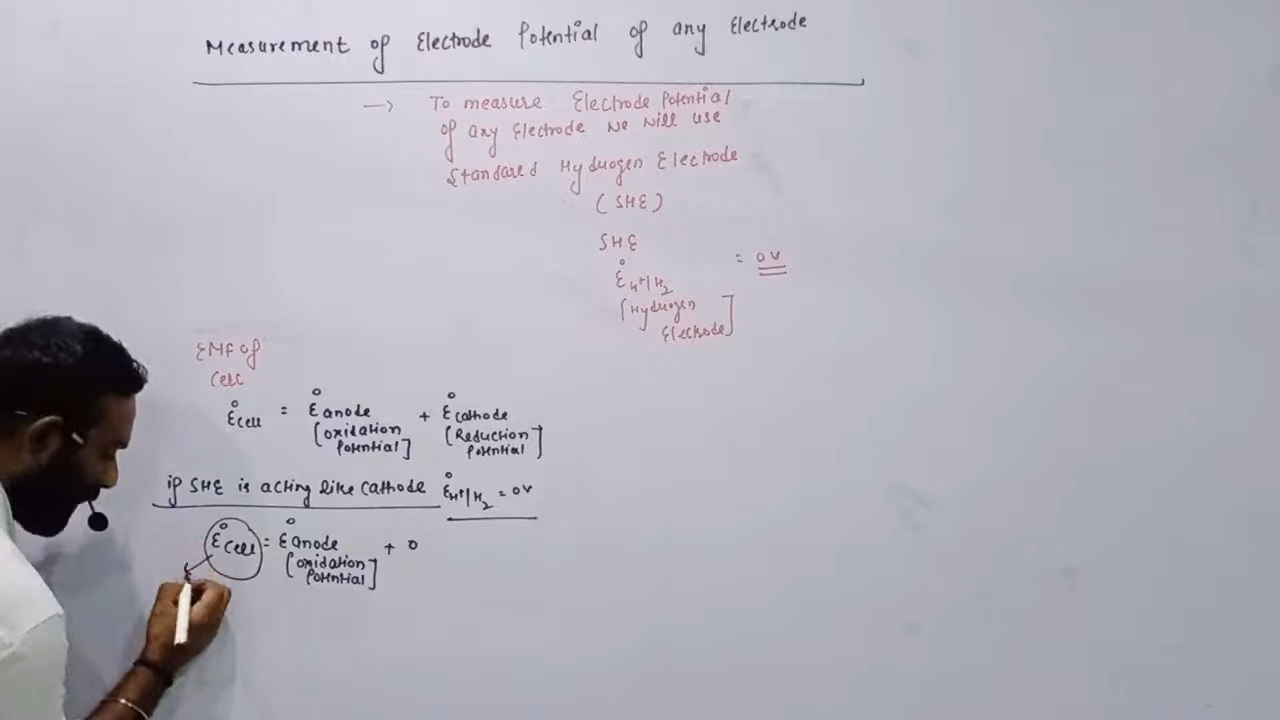 Measurement of Electrode Potential of any Electrode
→ To measure Electrode Potential
of any Electrode we will use
Standared Hydrogen Electrode
(SHE)
SHE
E°H+/H2 = 0V
[Hydrogen
Electrode]
EMF of
Cell
E°cell = E°anode + E°cathode
[oxidation Potential] [Reduction Potential]
if SHE is acting like cathode E°H+/H2 = 0V
E°cell = E°anode + 0
[oxidation
Potential]